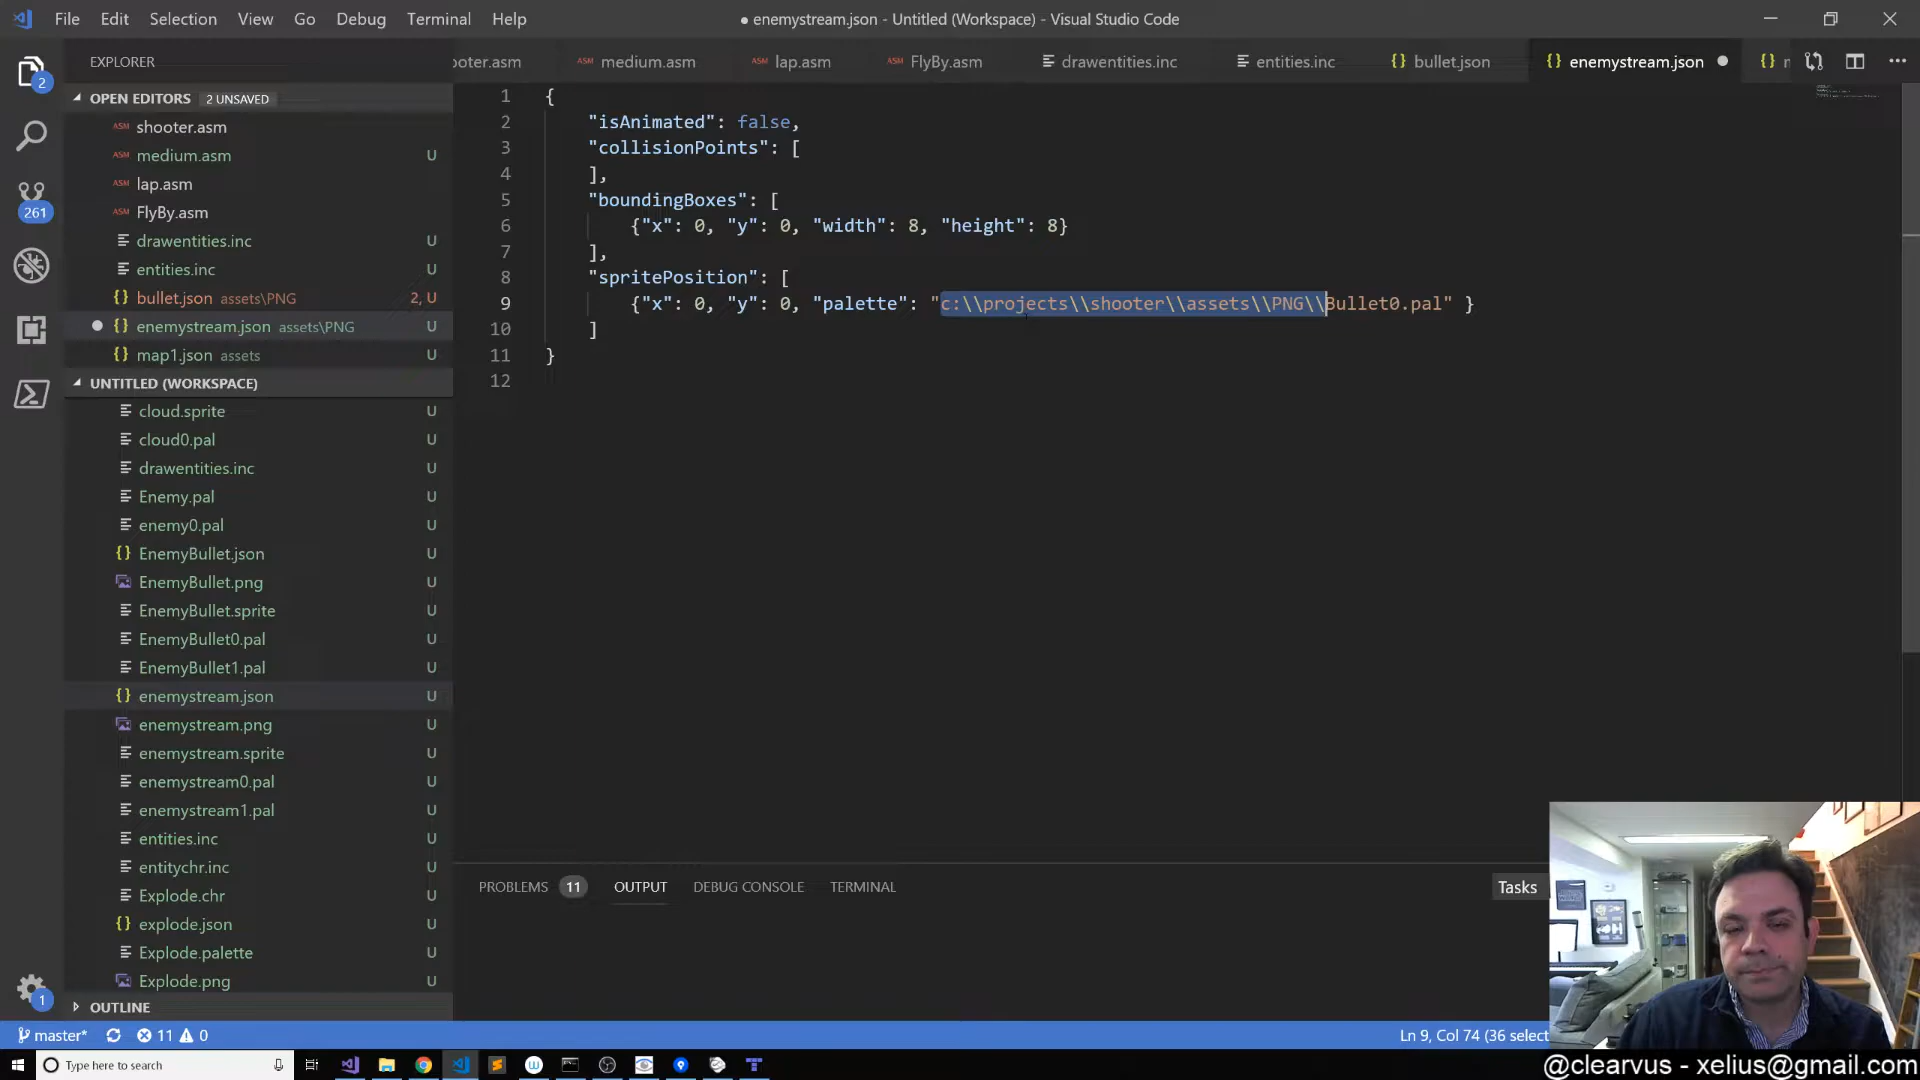 File Edit Selection View Go Debug Terminal Help
● enemystream.json - Untitled (Workspace) - Visual Studio Code
EXPLORER
ooter.asm
ASM medium.asm
ASM lap.asm
ASM FlyBy.asm
drawentities.inc
entities.inc
{} bullet.json
{} enemystream.json
{}
2
261
1
OPEN EDITORS 2 UNSAVED
ASM shooter.asm
ASM medium.asm U
ASM lap.asm
ASM FlyBy.asm
drawentities.inc U
entities.inc U
{} bullet.json assets\PNG 2, U
{} enemystream.json assets\PNG U
{} map1.json assets U
UNTITLED (WORKSPACE)
cloud.sprite U
cloud0.pal U
drawentities.inc U
Enemy.pal U
enemy0.pal U
{} EnemyBullet.json U
EnemyBullet.png U
EnemyBullet.sprite U
EnemyBullet0.pal U
EnemyBullet1.pal U
{} enemystream.json U
enemystream.png U
enemystream.sprite U
enemystream0.pal U
enemystream1.pal U
entities.inc U
entitychr.inc U
Explode.chr U
{} explode.json U
Explode.palette U
Explode.png U
OUTLINE
1 {
2 "isAnimated": false,
3 "collisionPoints": [
4 ],
5 "boundingBoxes": [
6 {"x": 0, "y": 0, "width": 8, "height": 8}
7 ],
8 "spritePosition": [
9 {"x": 0, "y": 0, "palette": "c:\\projects\\shooter\\assets\\PNG\\Bullet0.pal" }
10 ]
11 }
12
PROBLEMS 11 OUTPUT DEBUG CONSOLE TERMINAL
Tasks
master* 11 0
Ln 9, Col 74 (36 select
Type here to search
@clearvus - xelius@gmail.com